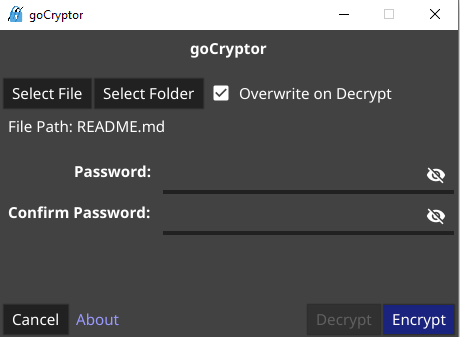 goCryptor
goCryptor
Select File Select Folder Overwrite on Decrypt
File Path: README.md
Password:
Confirm Password:
Cancel About Decrypt Encrypt